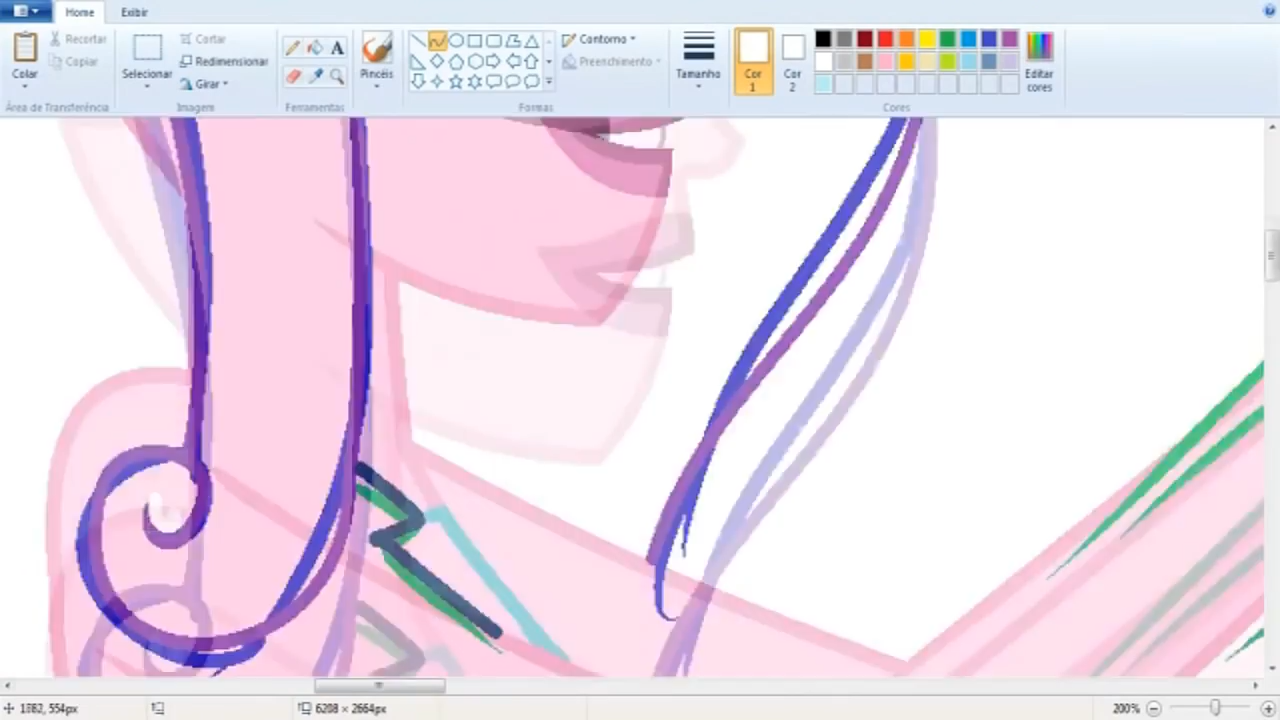 Home Exibir
Colar
Recortar
Copiar
Área de Transferência
Selecionar
Cortar
Redimensionar
Girar
Imagem
A
Ferramentas
Pincéis
Contorno
Preenchimento
Formas
Tamanho
Cor 1
Cor 2
Editar cores
Cores
1882, 554px
6208 × 2664px
200%